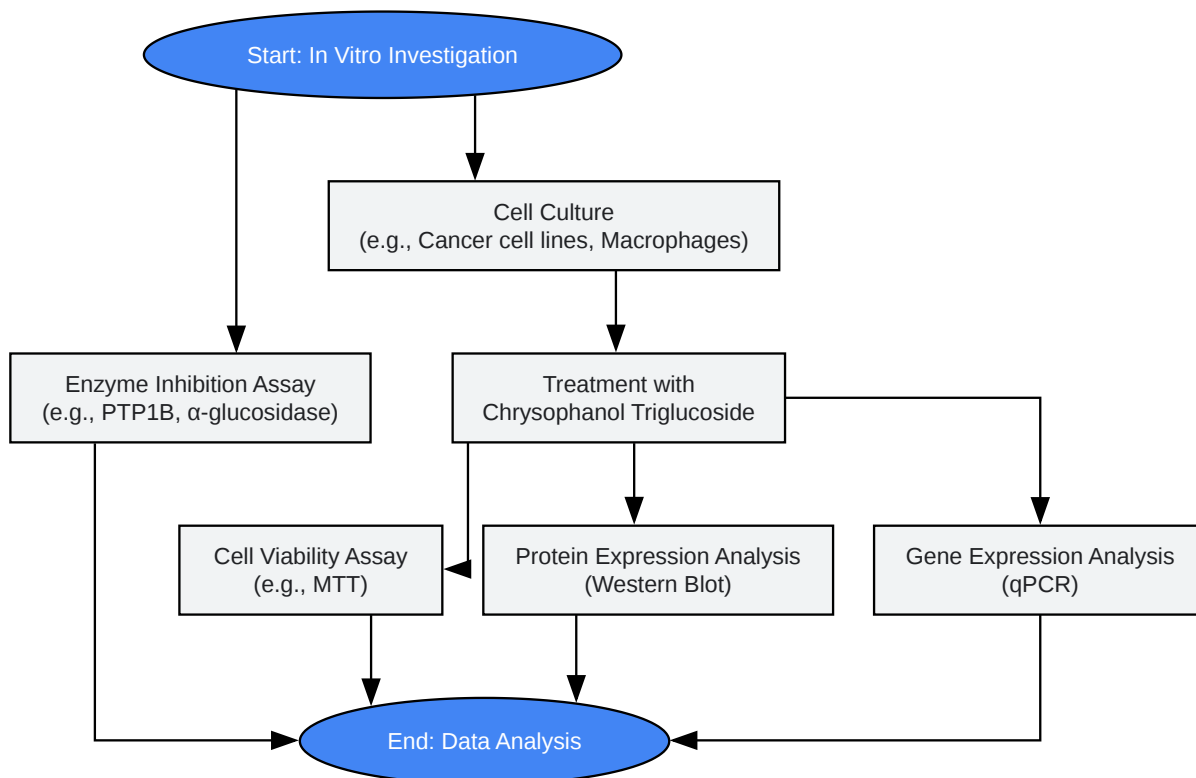 Start: In Vitro Investigation
Cell Culture
(e.g., Cancer cell lines, Macrophages)
Enzyme Inhibition Assay
(e.g., PTP1B, α-glucosidase)
Treatment with
Chrysophanol Triglucoside
Cell Viability Assay
(e.g., MTT)
Protein Expression Analysis
(Western Blot)
Gene Expression Analysis
(qPCR)
End: Data Analysis